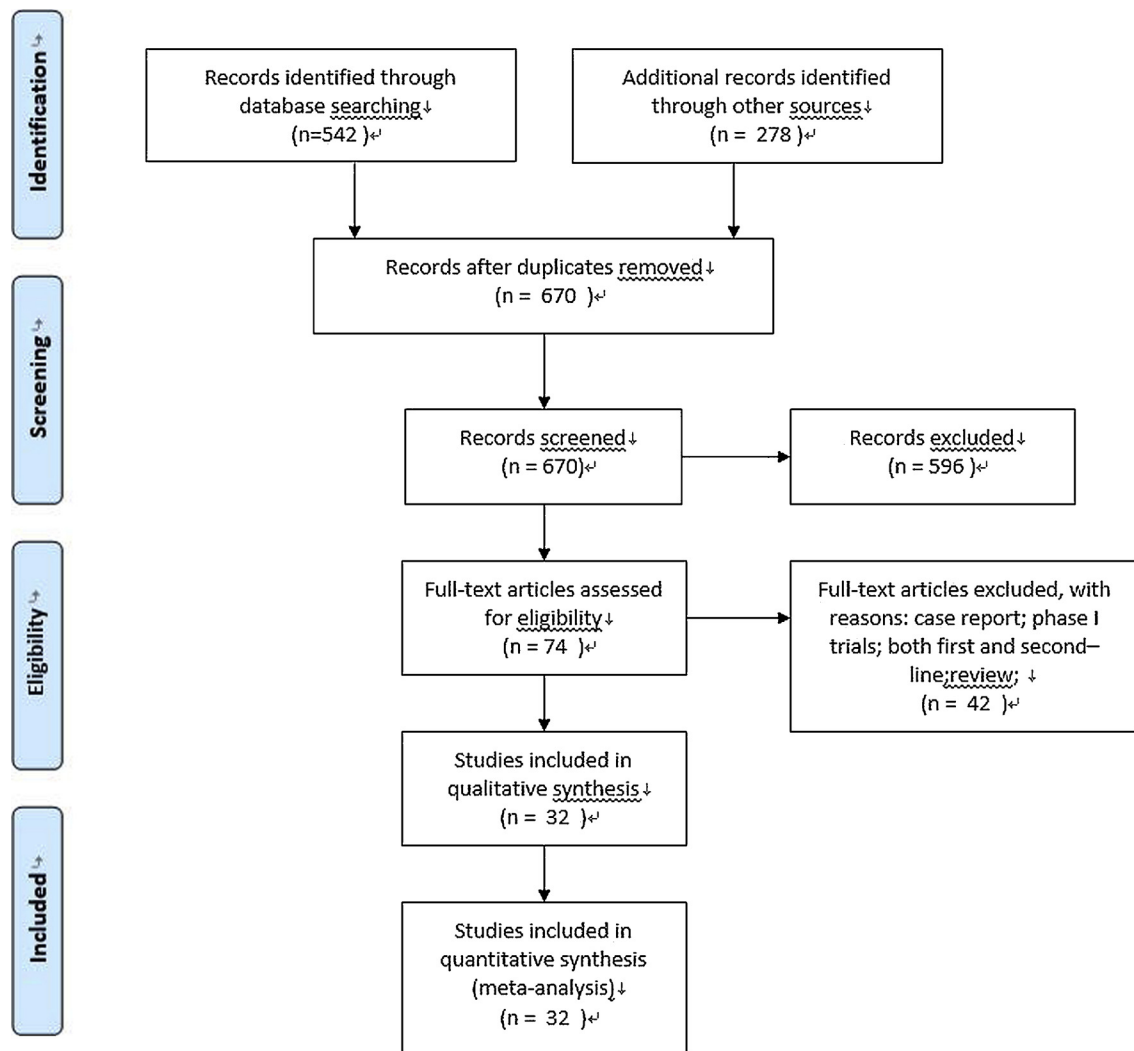 Identification
Records identified through
database searching↓
(n=542 )↵
Additional records identified
through other sources↓
(n = 278 )↵
Records after duplicates removed↓
(n = 670 )↵
Screening
Records screened↓
(n = 670)↵
Records excluded↓
(n = 596 )↵
Eligibility
Full-text articles assessed
for eligibility↓
(n = 74 )↵
Full-text articles excluded, with
reasons: case report; phase I
trials; both first and second–
line;review; ↓
(n = 42 )↵
Studies included in
qualitative synthesis↓
(n = 32 )↵
Included
Studies included in
quantitative synthesis
(meta-analysis)↓
(n = 32 )↵